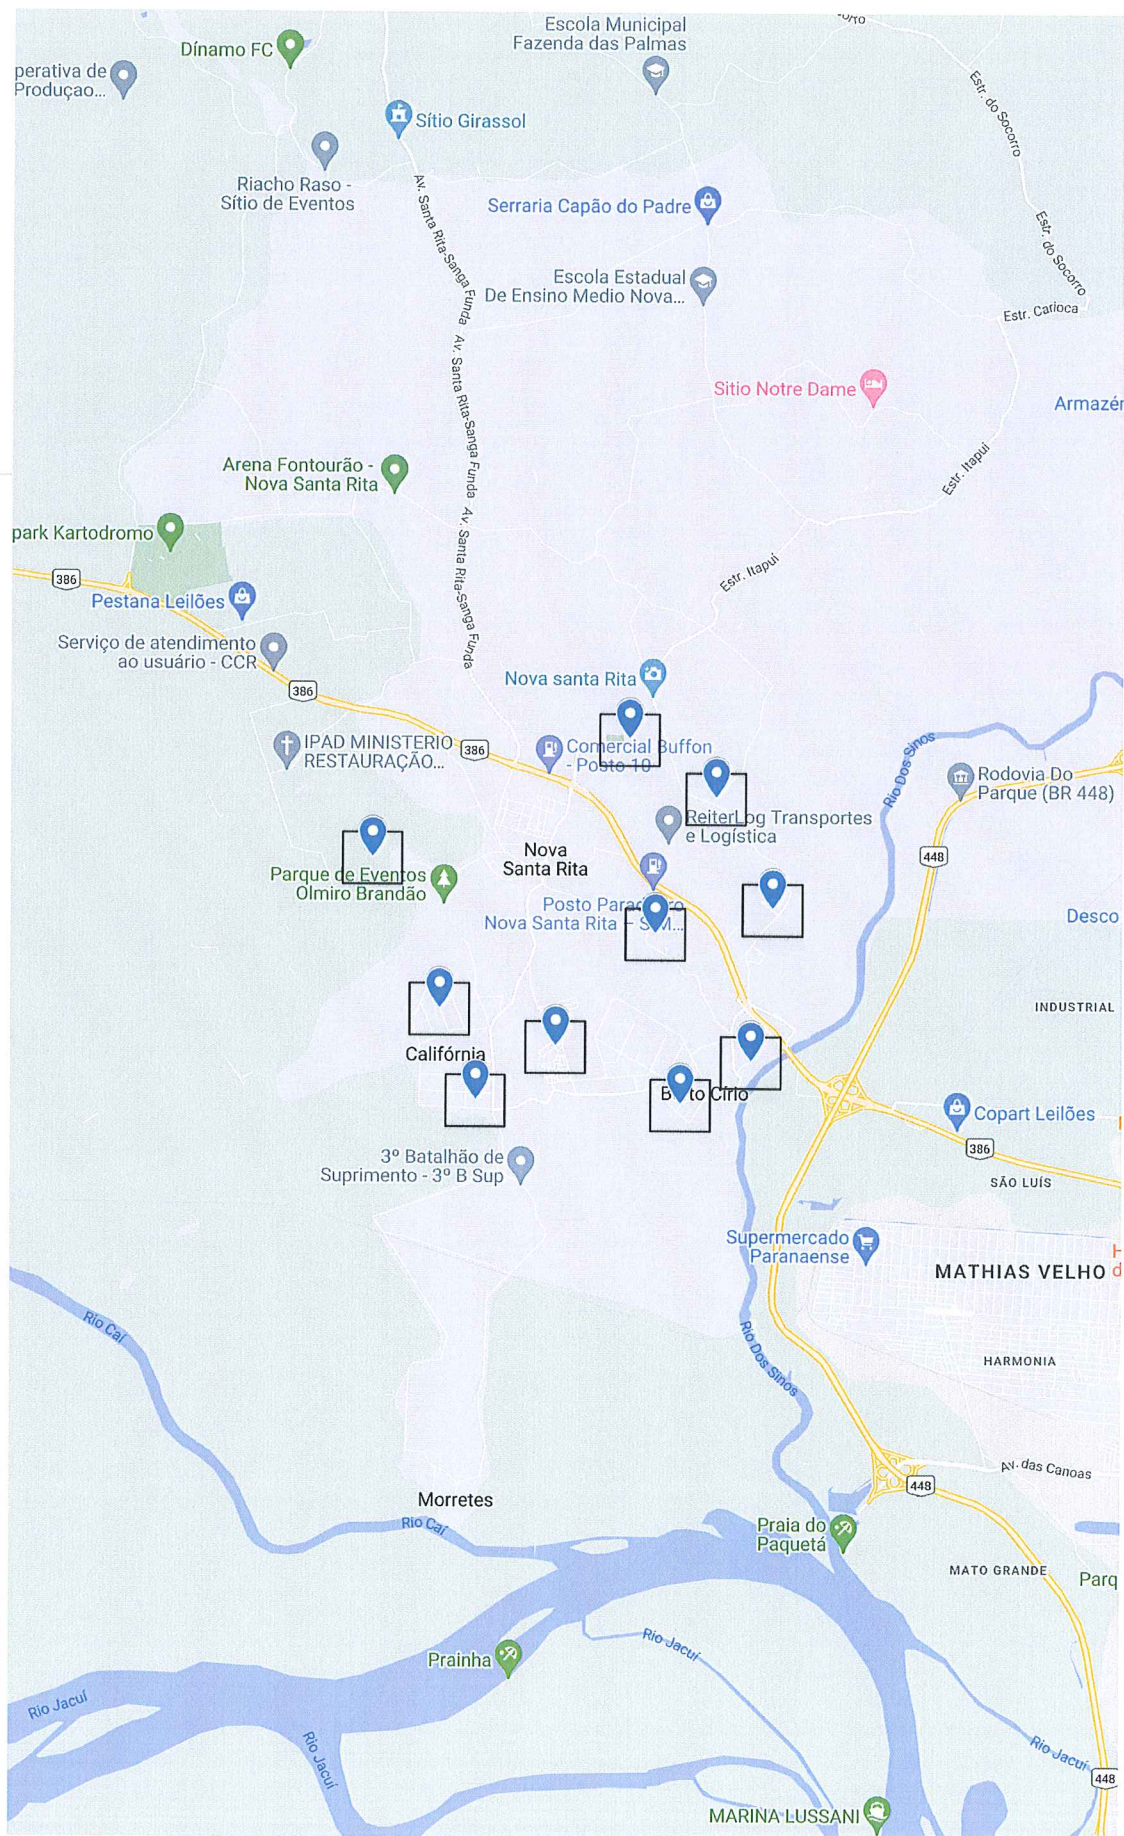 Escola Municipal
Fazenda das Palmas
Dínamo FC
perativa de
Produçao...
Sítio Girassol
Estr. do Socorro
Riacho Raso -
Sítio de Eventos
Serraria Capão do Padre
Av. Santa Rita-Sanga Funda
Estr. do Socorro
Escola Estadual
De Ensino Medio Nova...
Estr. Carioca
Av. Santa Rita-Sanga Funda
Sitio Notre Dame
Armazér
Arena Fontourão -
Nova Santa Rita
Estr. Itapuí
park Kartodromo
Av. Santa Rita-Sanga Funda
386
Estr. Itapuí
Pestana Leilões
Serviço de atendimento
ao usuário - CCR
Nova santa Rita
386
IPAD MINISTERIO
RESTAURAÇÃO...
386
Comercial Buffon
- Posto 10
Rio Dos Sinos
Rodovia Do
Parque (BR 448)
ReiterLog Transportes
e Logística
448
Nova
Santa Rita
Parque de Eventos
Olmiro Brandão
Posto Para
Nova Santa Rita
Desco
INDUSTRIAL
Califórnia
Círio
Copart Leilões
386
3º Batalhão de
Suprimento - 3º B Sup
SÃO LUÍS
Supermercado
Paranaense
H
MATHIAS VELHO
d
Rio Caí
Rio Dos Sinos
HARMONIA
Av. das Canoas
448
Morretes
Rio Caí
Praia do
Paquetá
MATO GRANDE
Parq
Rio Jacuí
Prainha
Rio Jacuí
Rio Jacuí
Rio Jacuí
448
MARINA LUSSANI